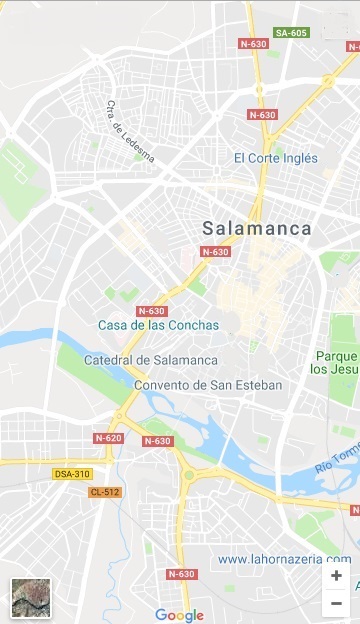 SA-605
N-630
N-630
Ctra. de Ledesma
El Corte Inglés
Salamanca
N-630
N-630
Casa de las Conchas
Catedral de Salamanca
Parque
los Jesu
Convento de San Esteban
N-620
N-630
Río Torme
DSA-310
CL-512
www.lahornazeria.com
N-630
+
−
Google